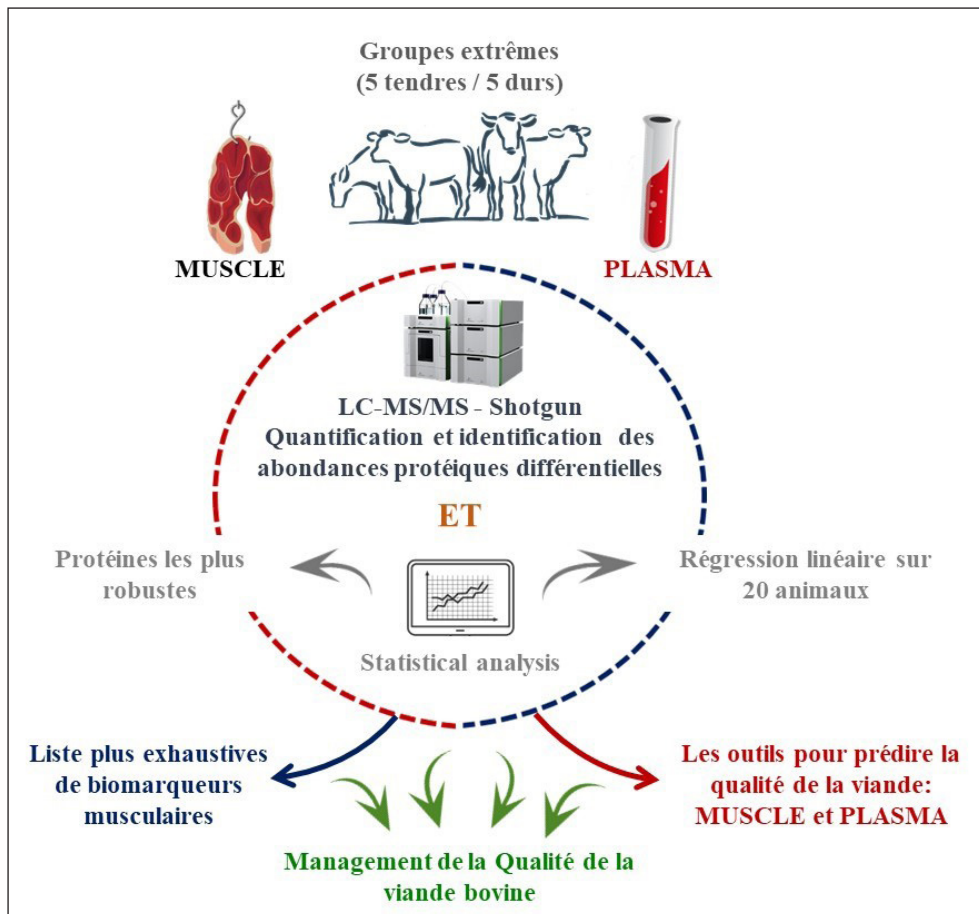 Groupes extrêmes
(5 tendres / 5 durs)
MUSCLE
PLASMA
LC-MS/MS - Shotgun
Quantification et identification des
abondances protéiques différentielles
ET
Protéines les plus
robustes
Régression linéaire sur
20 animaux
Statistical analysis
Liste plus exhaustives
de biomarqueurs
musculaires
Les outils pour prédire la
qualité de la viande:
MUSCLE et PLASMA
Management de la Qualité de la
viande bovine